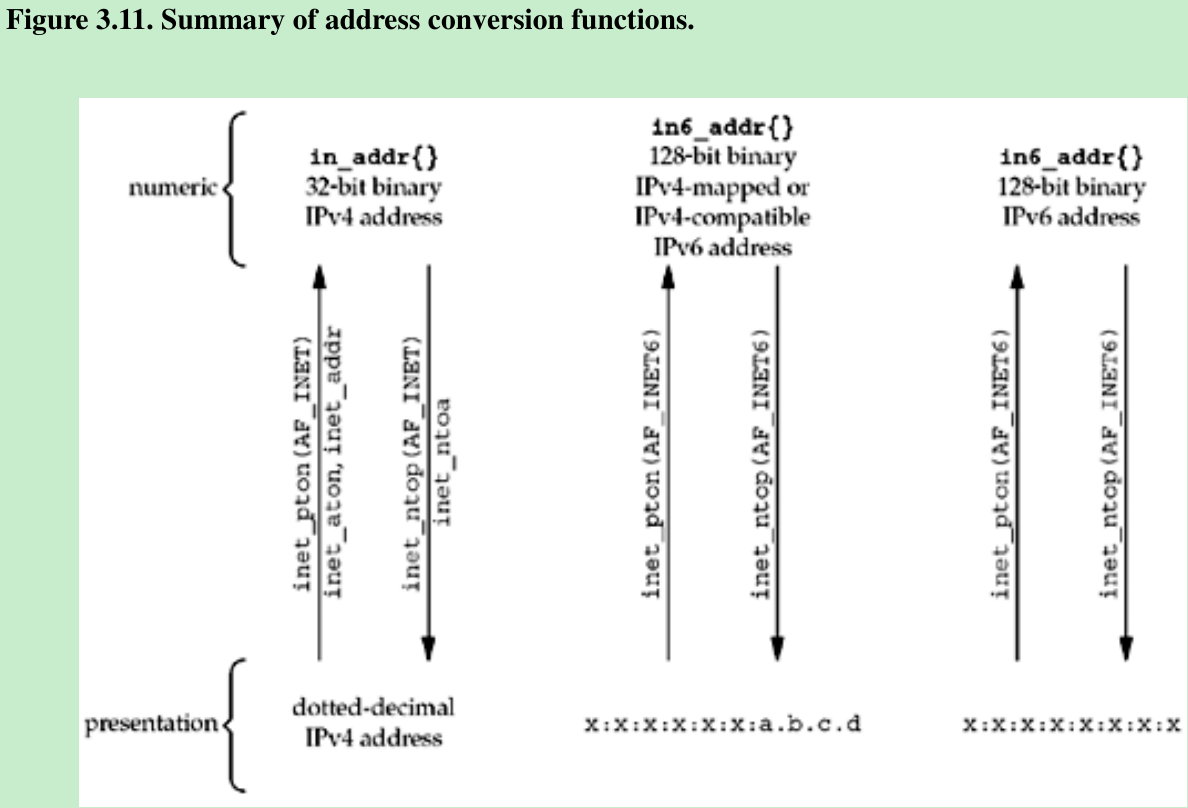 Figure 3.11. Summary of address conversion functions.
numeric
in_addr{}
32-bit binary
IPv4 address
in6_addr{}
128-bit binary
IPv4-mapped or
IPv4-compatible
IPv6 address
in6_addr{}
128-bit binary
IPv6 address
inet_pton(AF_INET)
inet_aton,inet_addr
inet_ntop(AF_INET)
inet_ntoa
inet_pton(AF_INET6)
inet_ntop(AF_INET6)
inet_pton(AF_INET6)
inet_ntop(AF_INET6)
presentation
dotted-decimal
IPv4 address
x:x:x:x:x:x:a.b.c.d
x:x:x:x:x:x:x:x